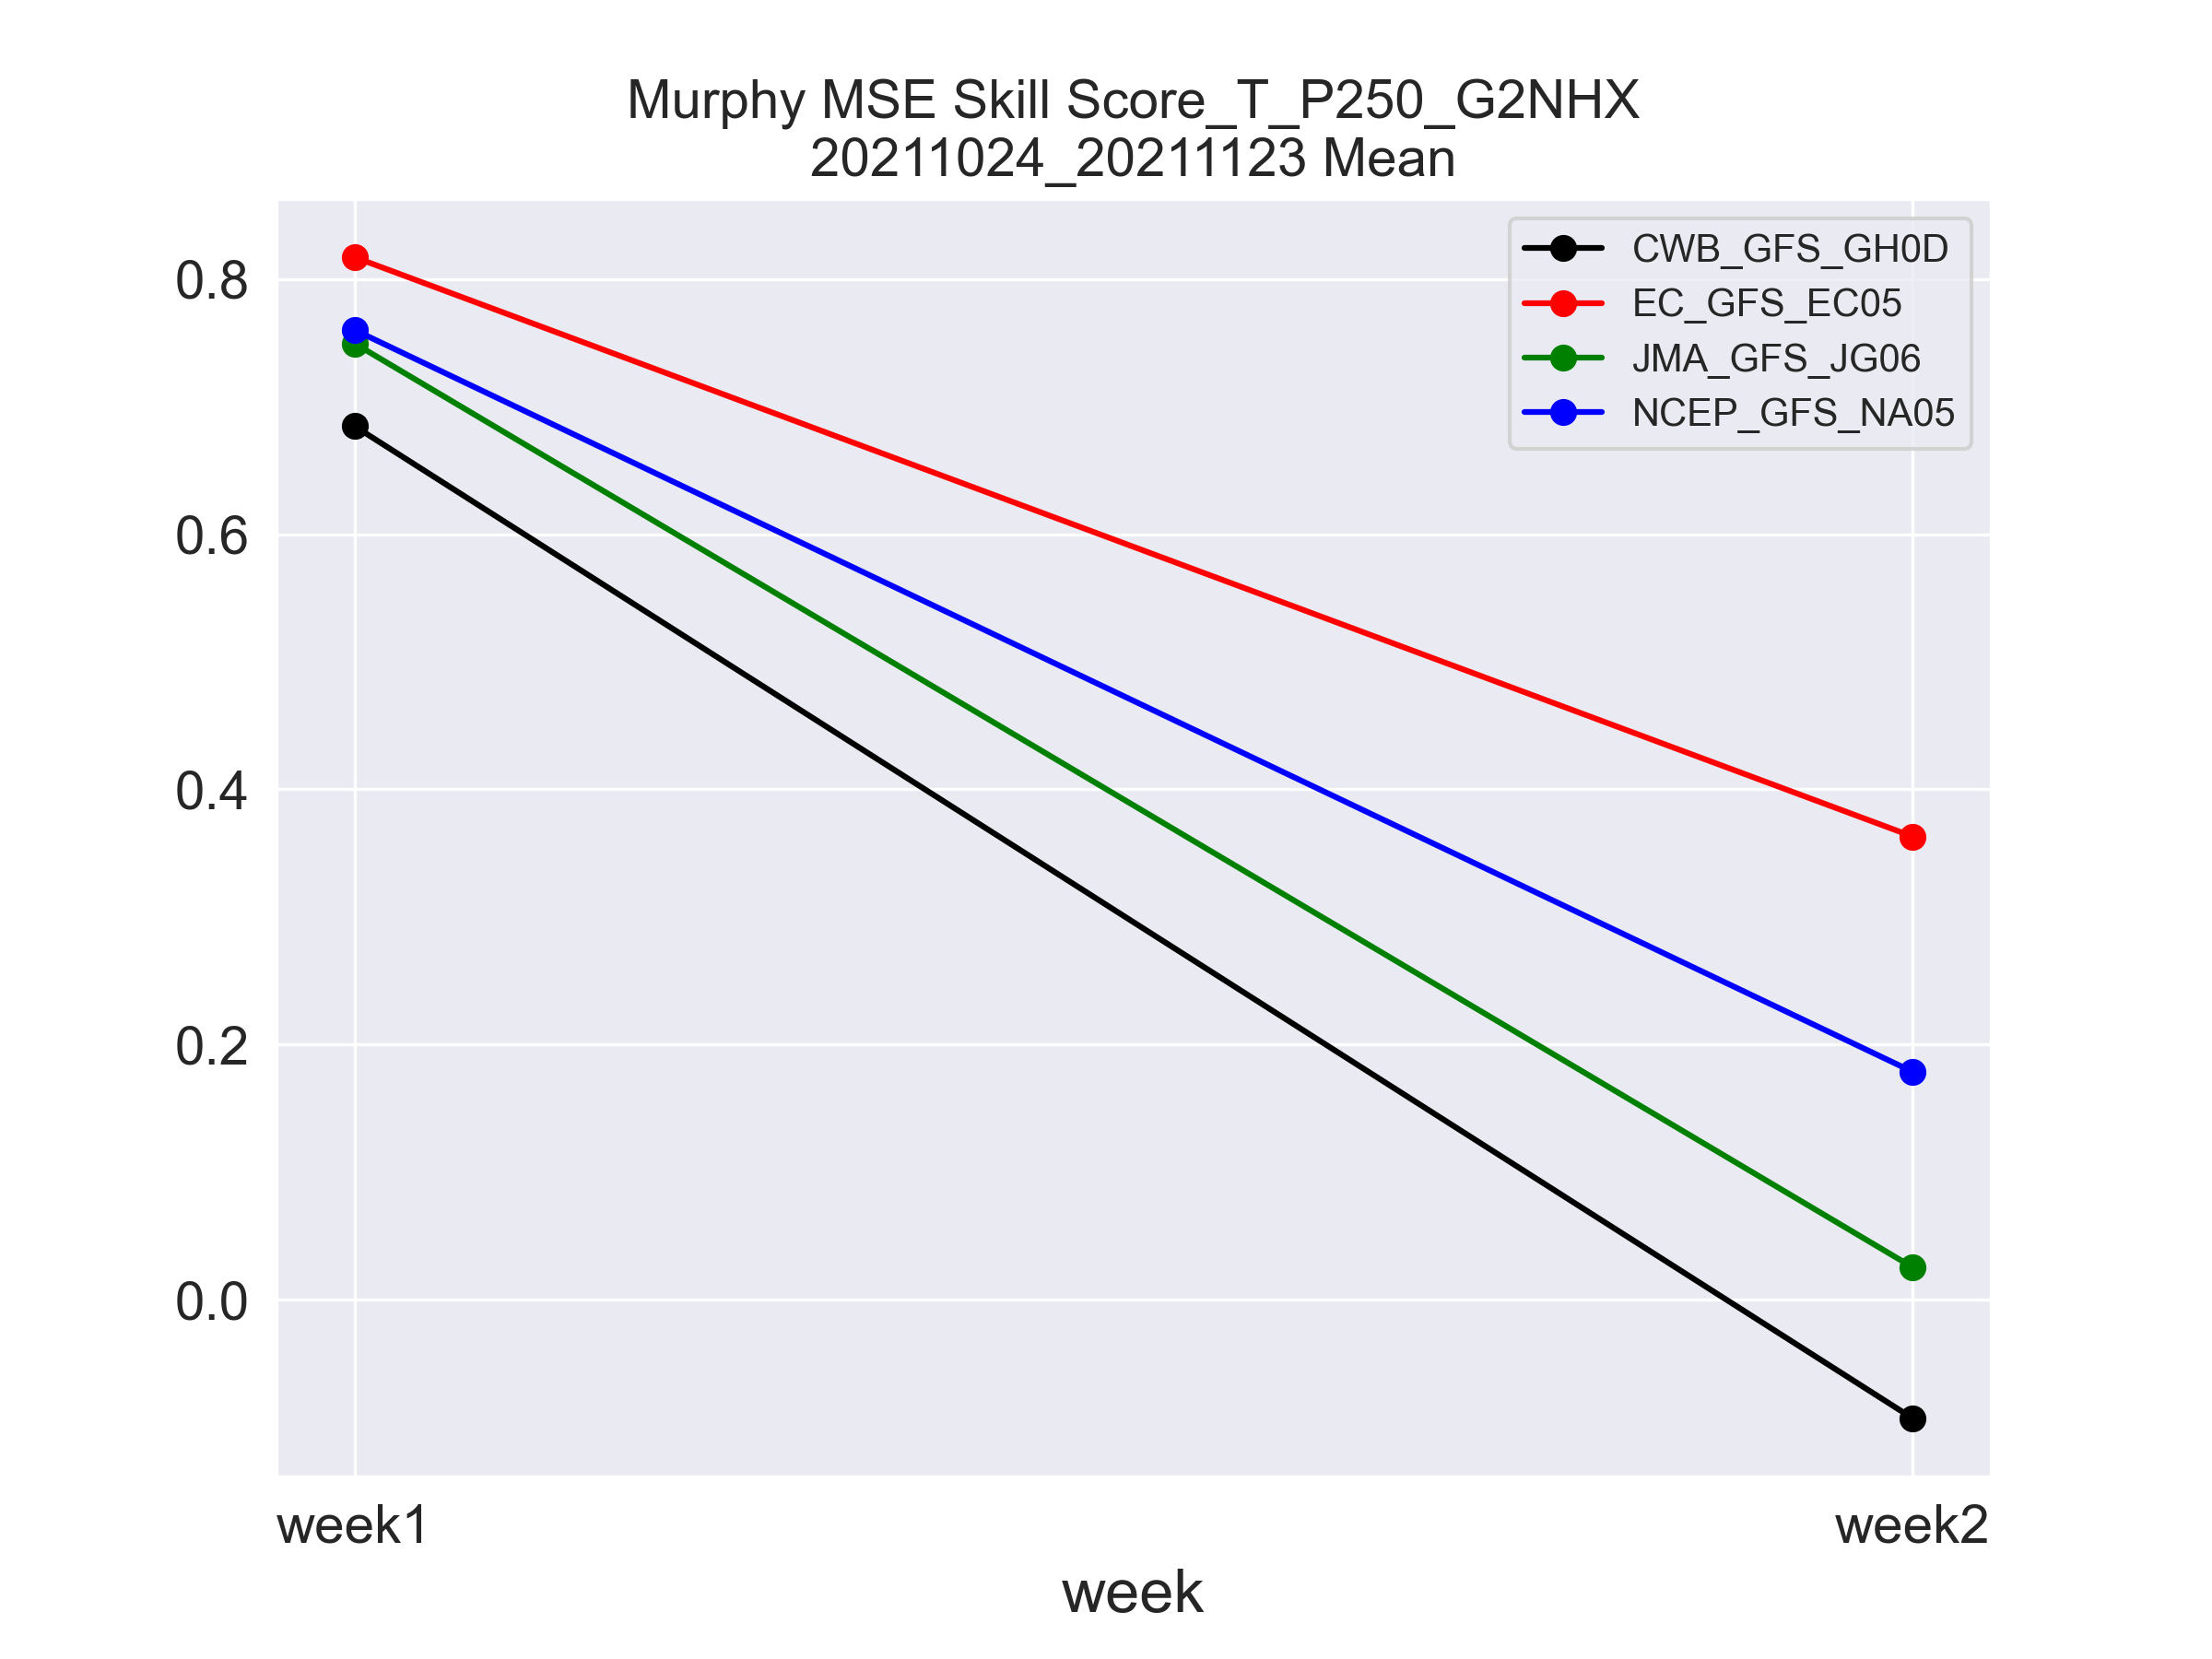 Murphy MSE Skill Score_T_P250_G2NHX
20211024_20211123 Mean
CWB_GFS_GH0D
EC_GFS_EC05
JMA_GFS_JG06
NCEP_GFS_NA05
0.8
0.6
0.4
0.2
0.0
week1
week2
week